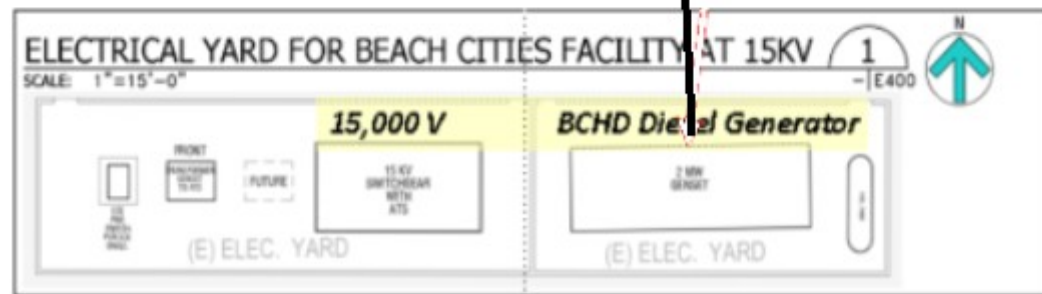 N
ELECTRICAL YARD FOR BEACH CITIES FACILITY AT 15KV 1
SCALE: 1"=15'-0" -|E400
15,000 V BCHD Diesel Generator
FRONT
FUTURE
15 KV
SWITCHGEAR
WITH
ATS
2 MW
GENSET
(E) ELEC. YARD (E) ELEC. YARD